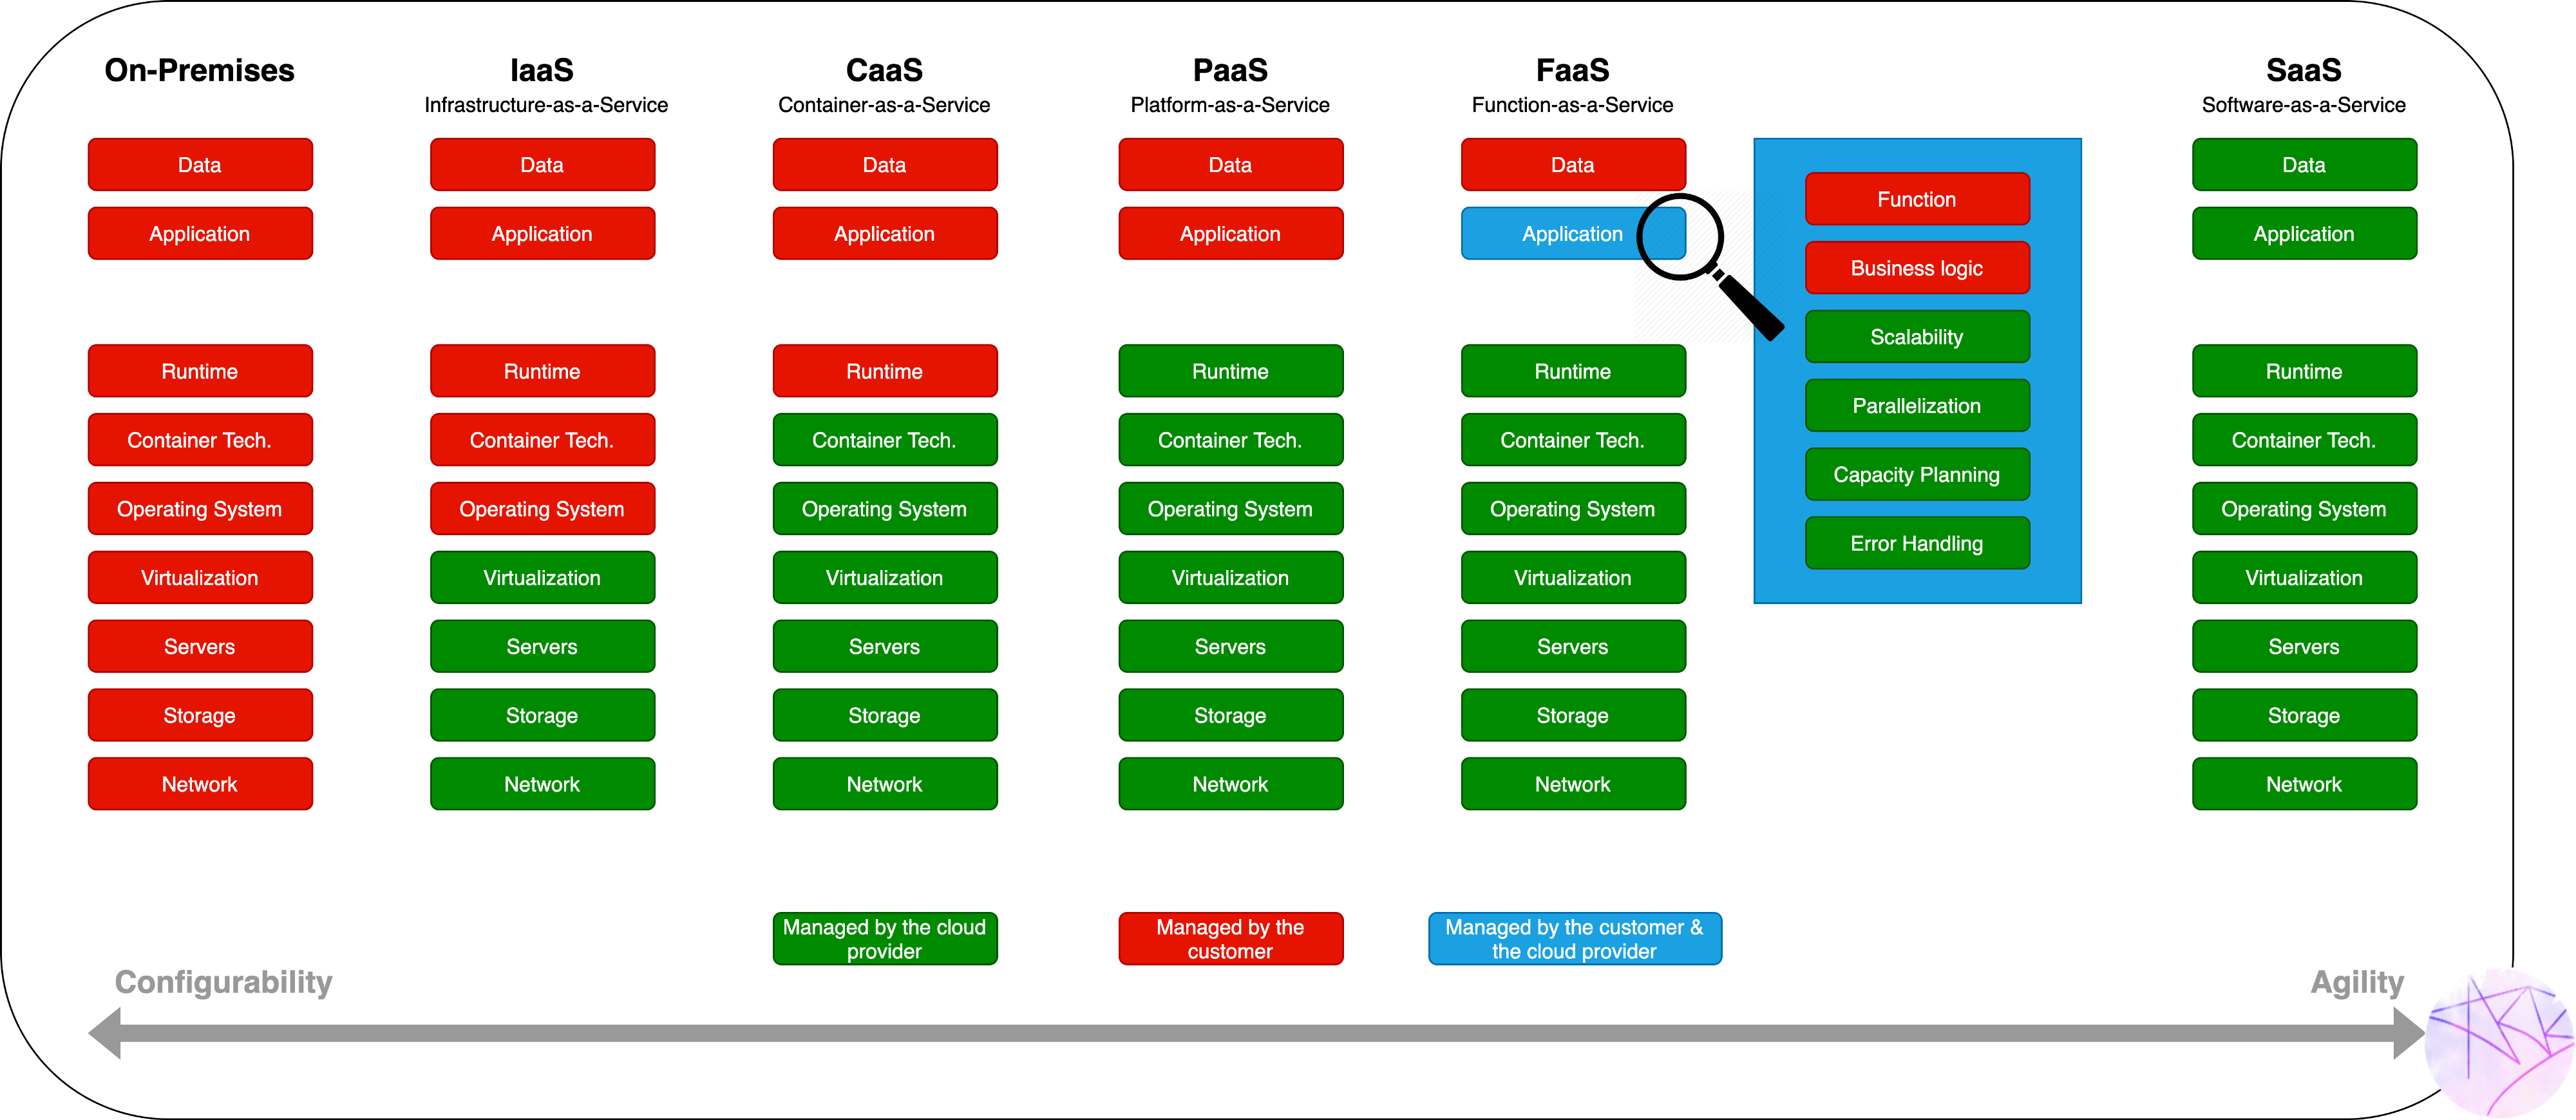 On-Premises
Data
Application
Runtime
Container Tech.
Operating System
Virtualization
Servers
Storage
Network
IaaS
Infrastructure-as-a-Service
Data
Application
Runtime
Container Tech.
Operating System
Virtualization
Servers
Storage
Network
CaaS
Container-as-a-Service
Data
Application
Runtime
Container Tech.
Operating System
Virtualization
Servers
Storage
Network
PaaS
Platform-as-a-Service
Data
Application
Runtime
Container Tech.
Operating System
Virtualization
Servers
Storage
Network
FaaS
Function-as-a-Service
Data
Application
Runtime
Container Tech.
Operating System
Virtualization
Servers
Storage
Network
Function
Business logic
Scalability
Parallelization
Capacity Planning
Error Handling
SaaS
Software-as-a-Service
Data
Application
Runtime
Container Tech.
Operating System
Virtualization
Servers
Storage
Network
Managed by the cloud
provider
Managed by the
customer
Managed by the customer &
the cloud provider
Configurability
Agility